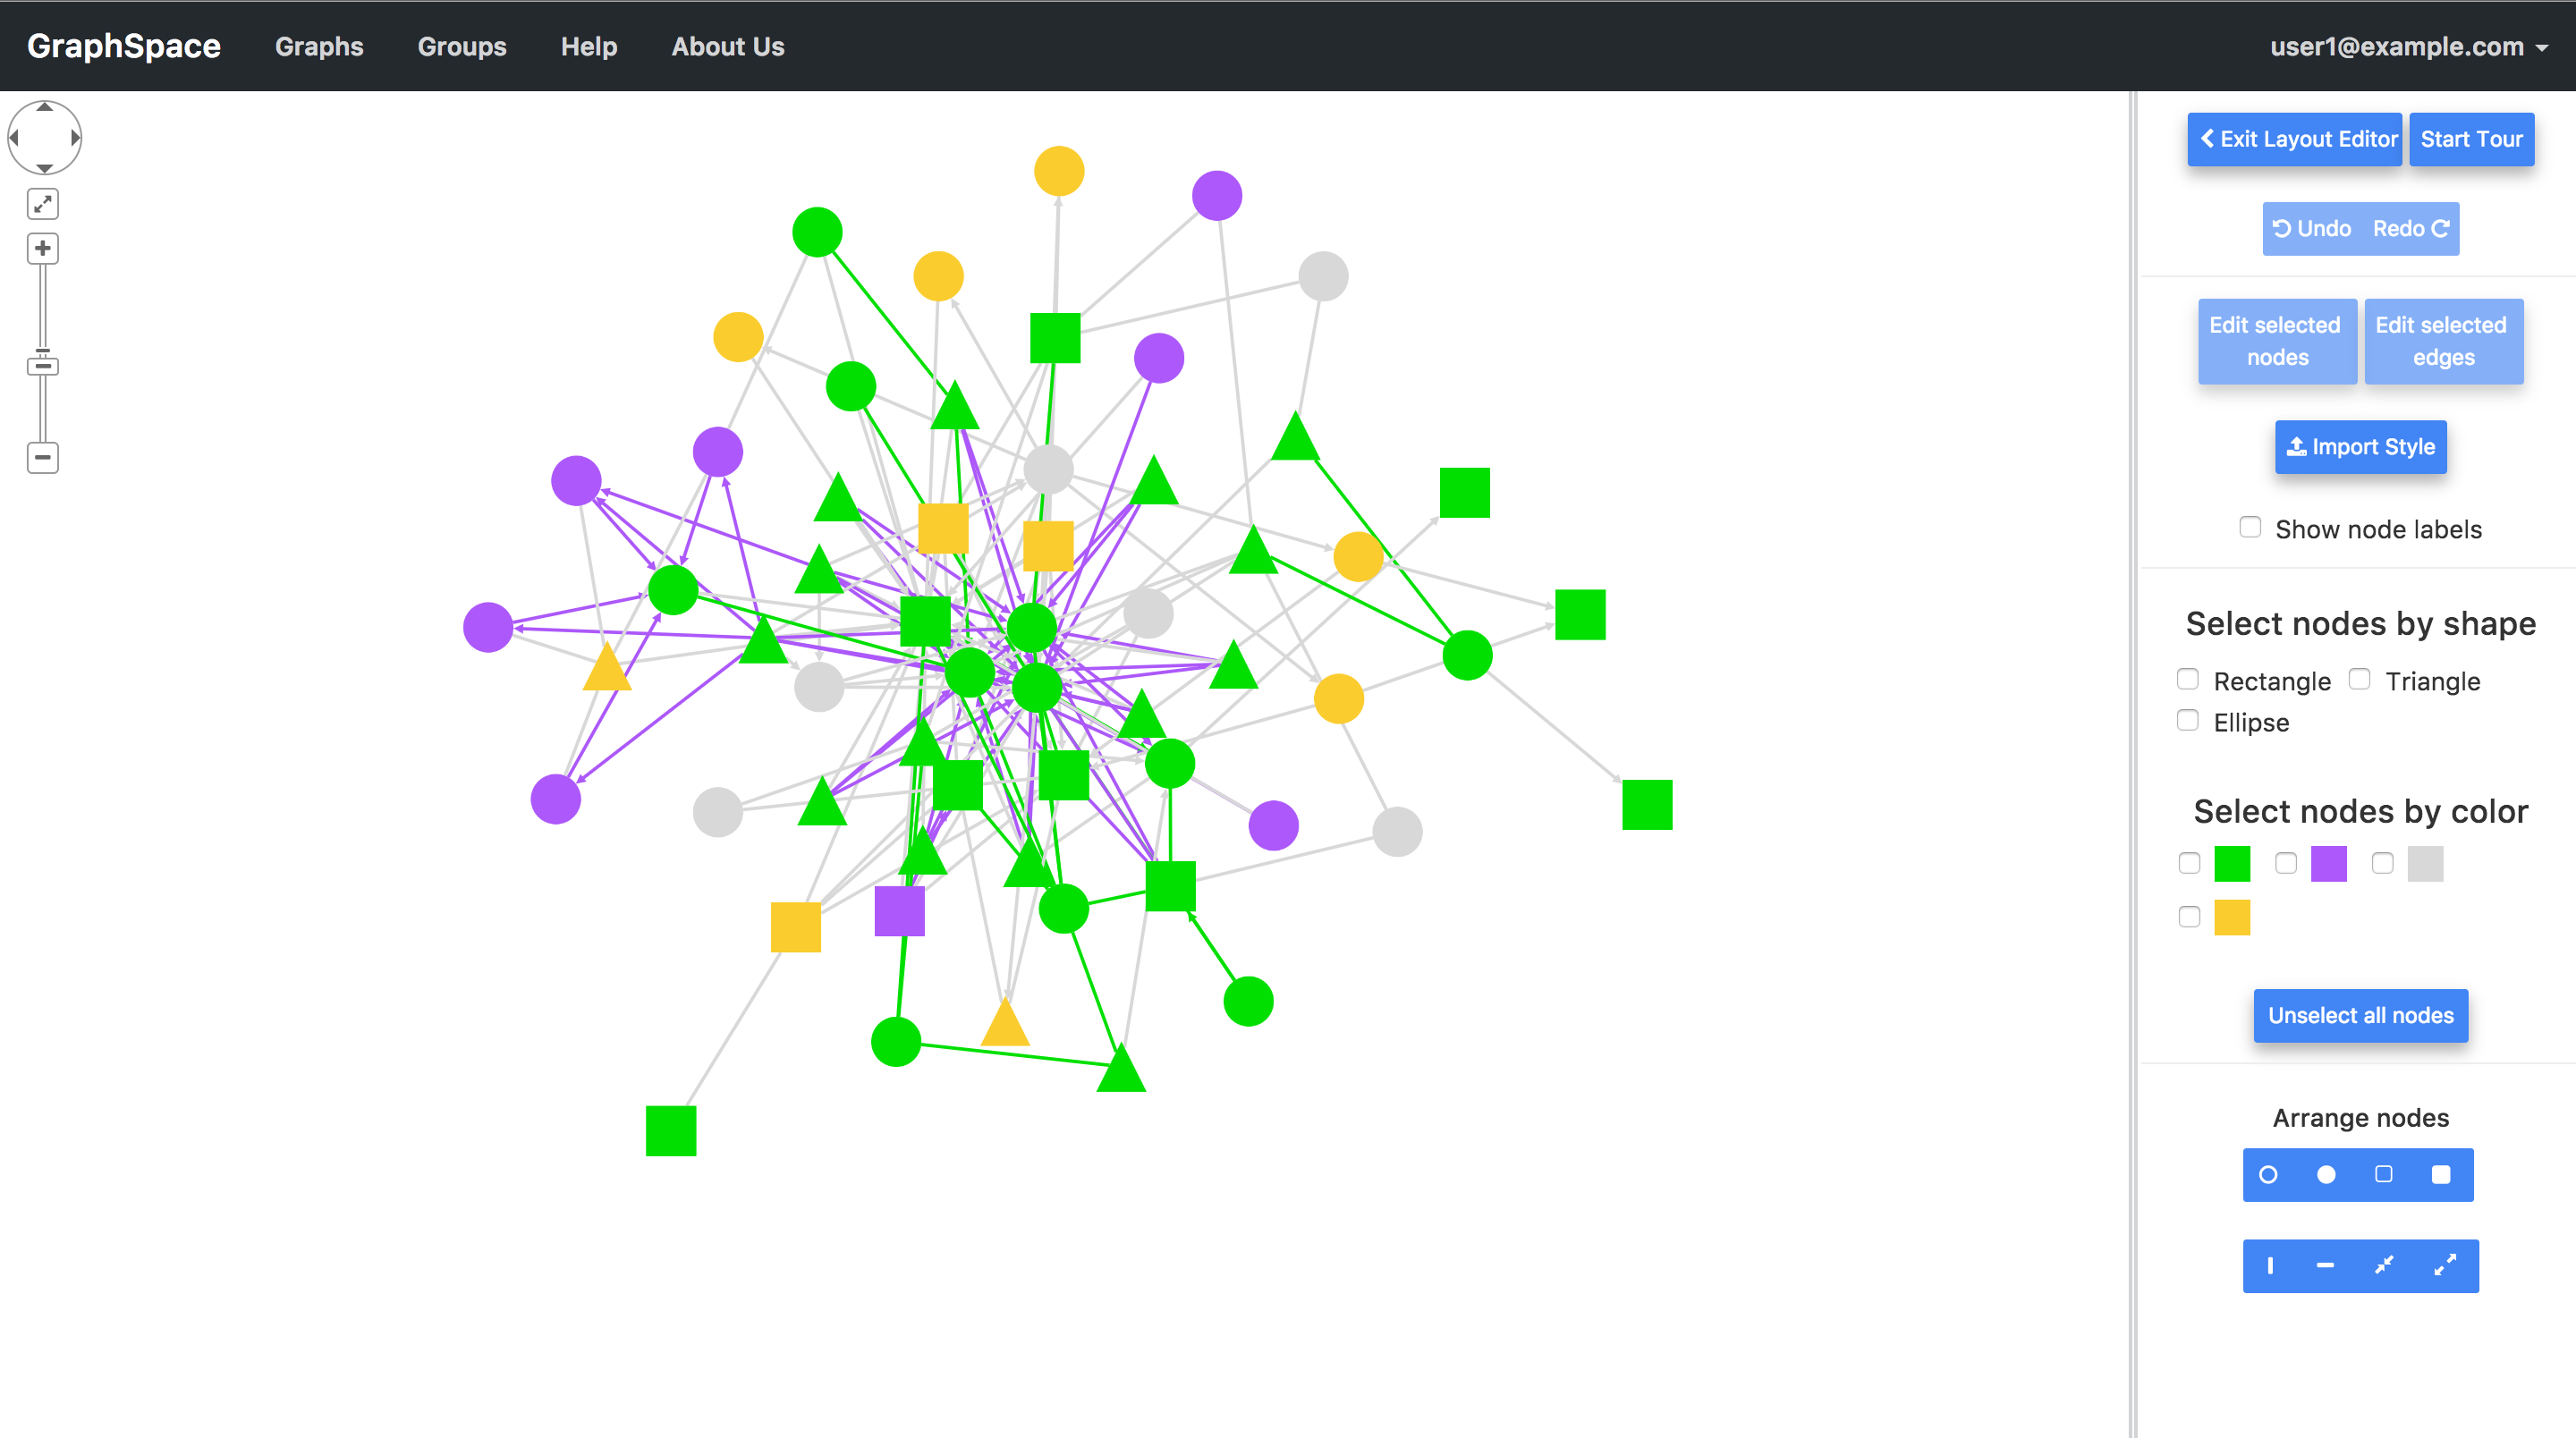 GraphSpace Graphs Groups Help About Us user1@example.com
Exit Layout Editor Start Tour
Undo Redo
Edit selected nodes
Edit selected edges
Import Style
Show node labels
Select nodes by shape
Rectangle Triangle
Ellipse
Select nodes by color
Unselect all nodes
Arrange nodes